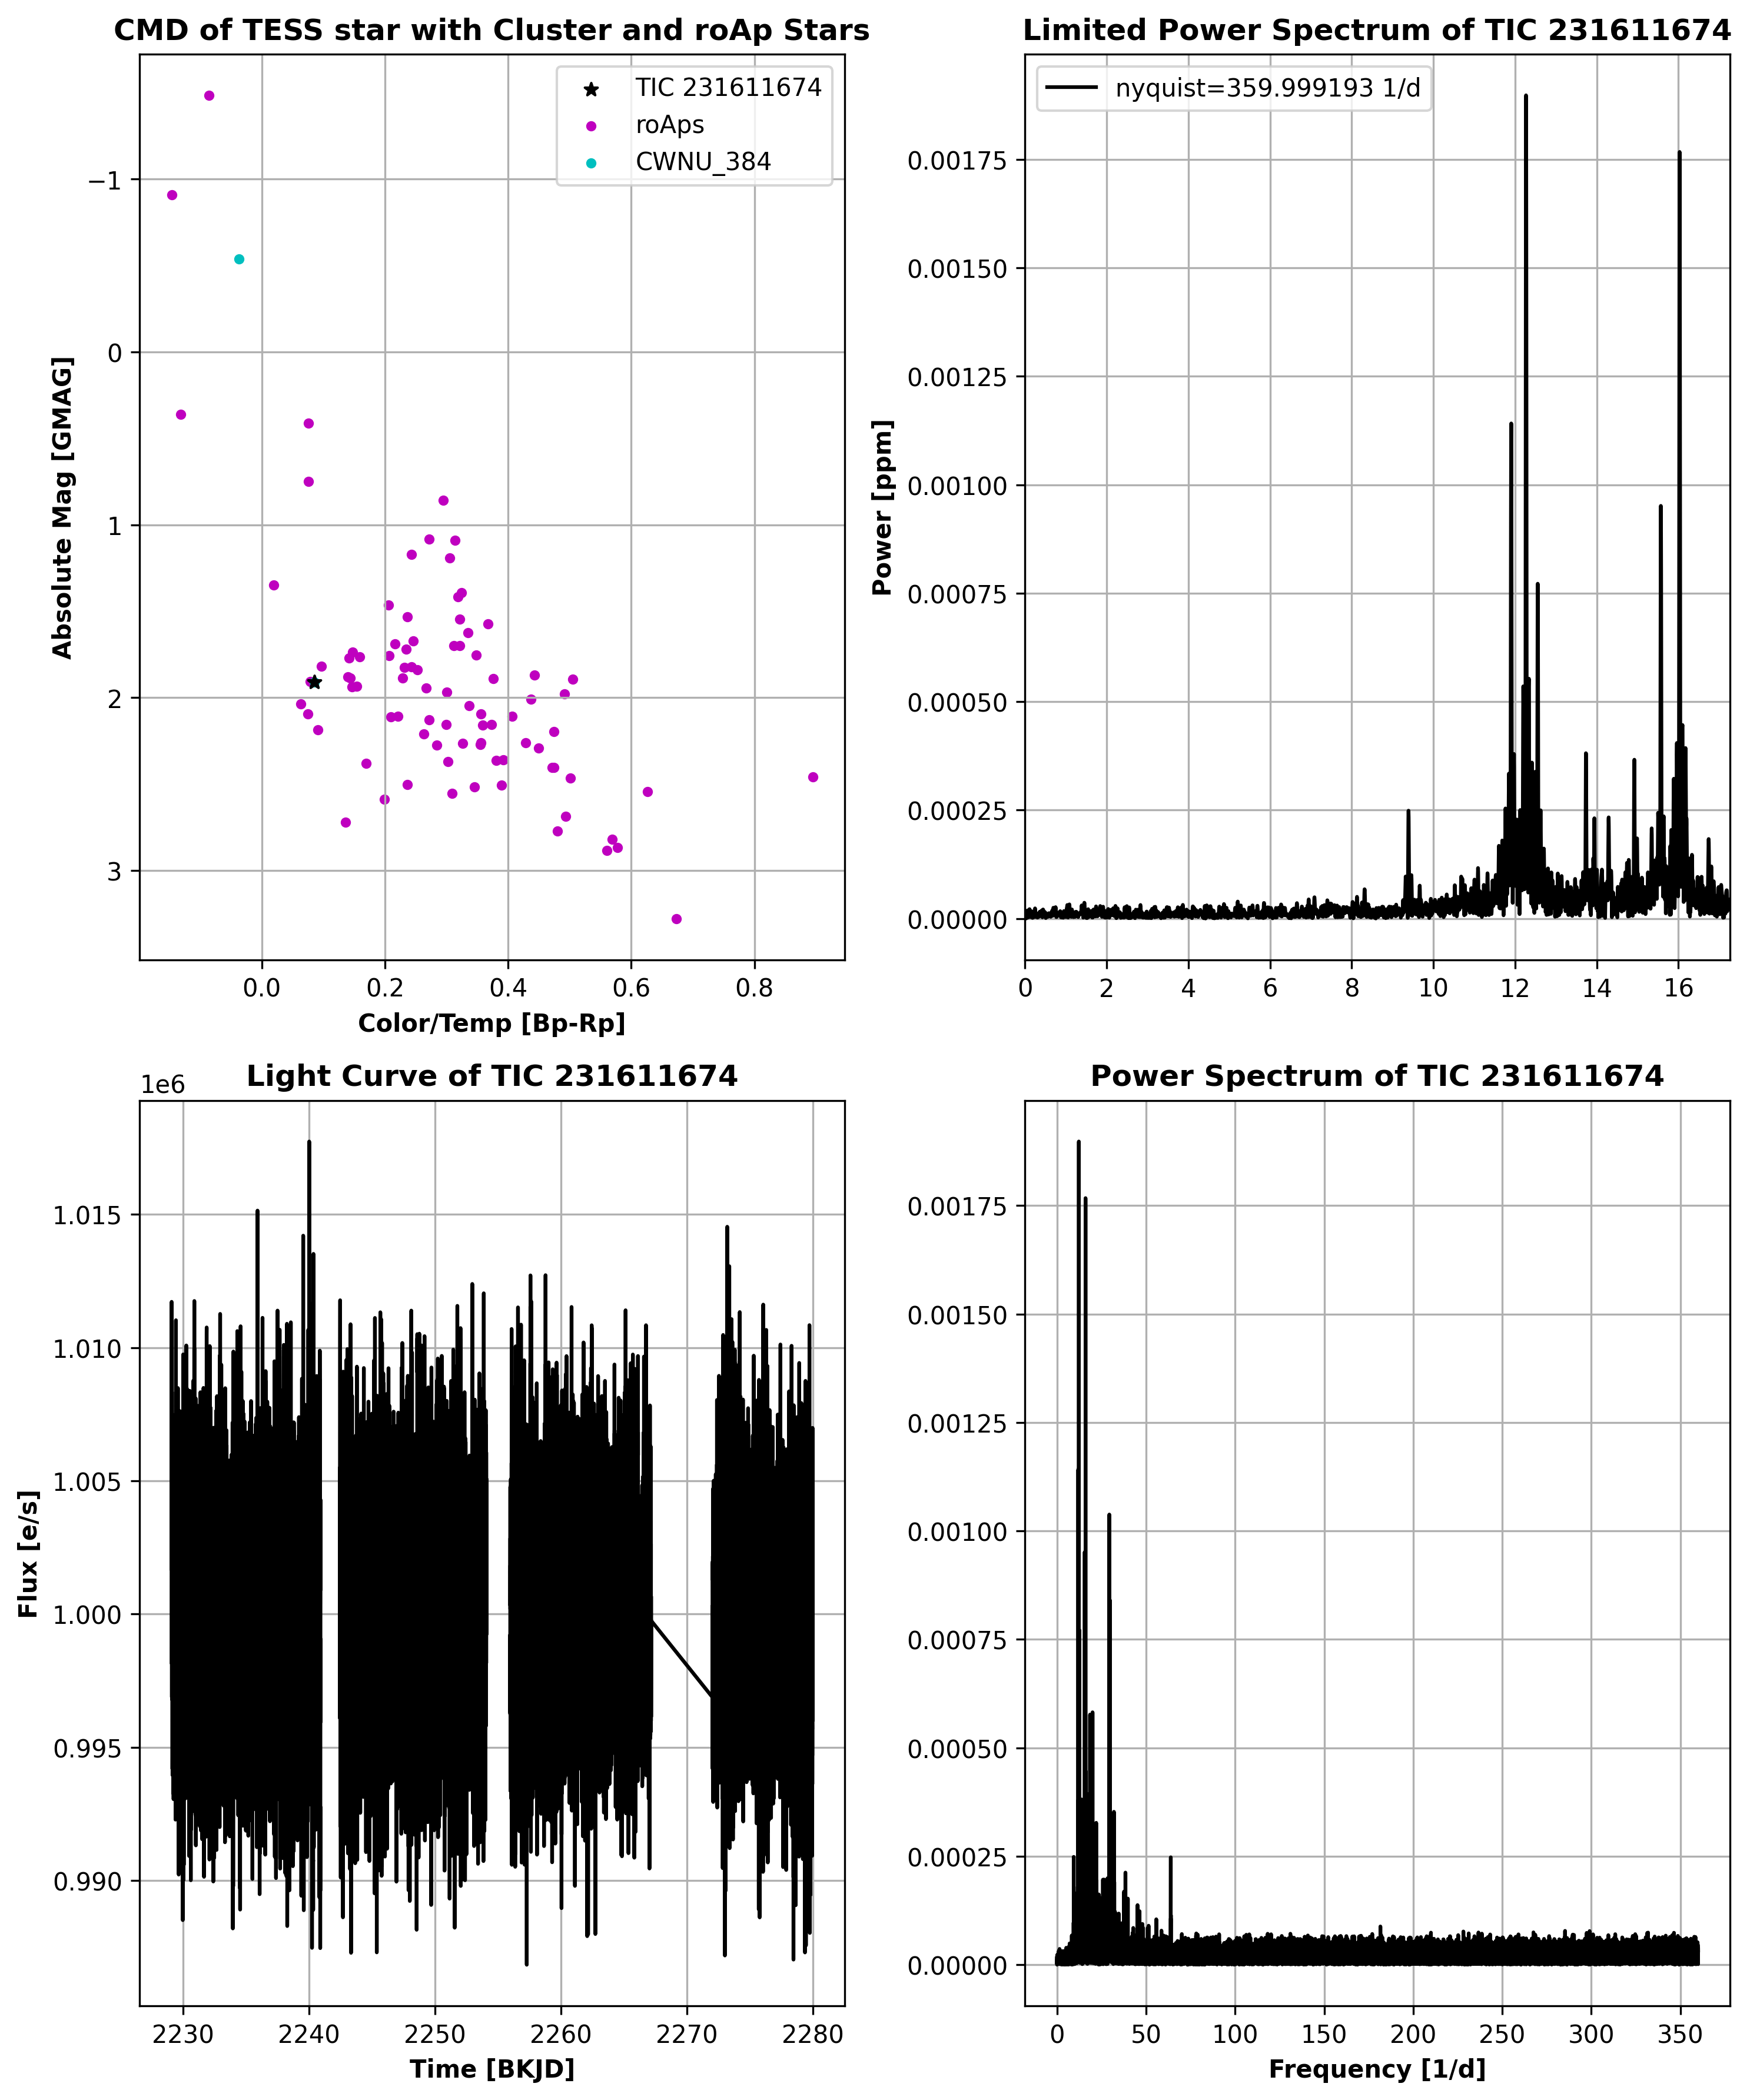 CMD of TESS star with Cluster and roAp Stars
TIC 231611674
roAps
CWNU_384
Absolute Mag [GMAG]
−1
0
1
2
3
0.0 0.2 0.4 0.6 0.8
Color/Temp [Bp-Rp]
Limited Power Spectrum of TIC 231611674
nyquist=359.999193 1/d
Power [ppm]
0.00175
0.00150
0.00125
0.00100
0.00075
0.00050
0.00025
0.00000
0 2 4 6 8 10 12 14 16
Light Curve of TIC 231611674
1e6
Flux [e/s]
1.015
1.010
1.005
1.000
0.995
0.990
2230 2240 2250 2260 2270 2280
Time [BKJD]
Power Spectrum of TIC 231611674
0.00175
0.00150
0.00125
0.00100
0.00075
0.00050
0.00025
0.00000
0 50 100 150 200 250 300 350
Frequency [1/d]